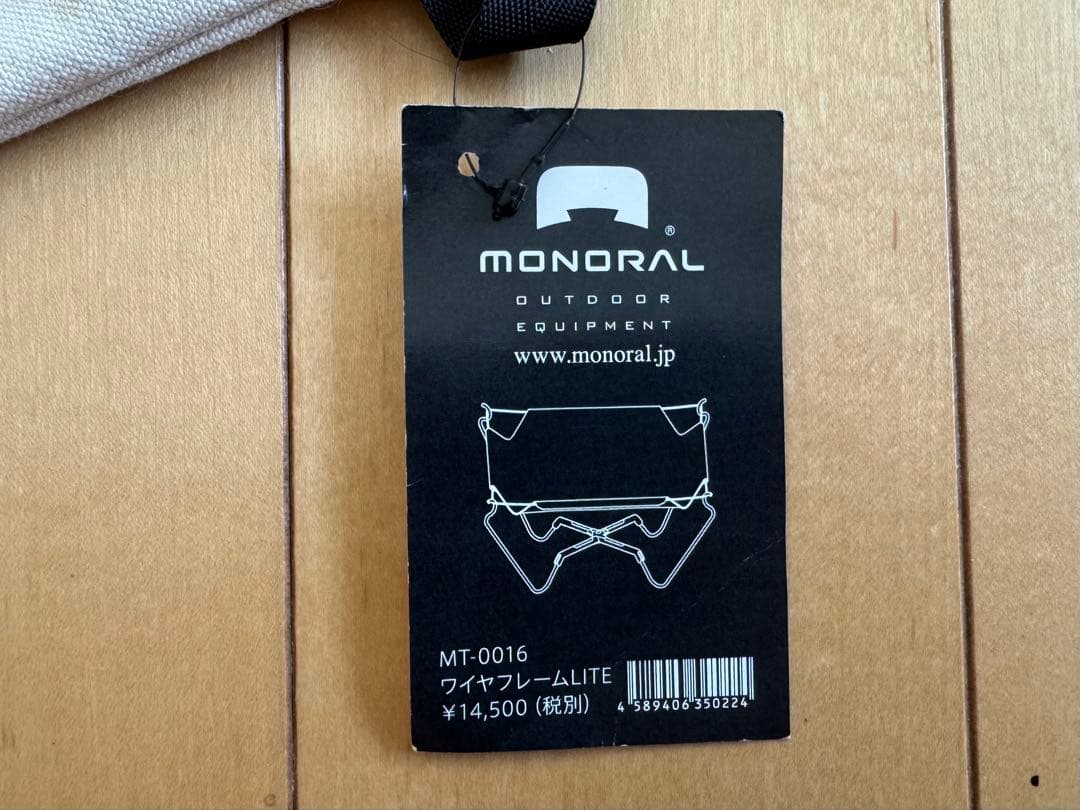 ®
MONORAL
OUTDOOR
EQUIPMENT
www.monoral.jp
MT-0016
ワイヤフレームLITE
¥14,500(税別)
4 589406 350224